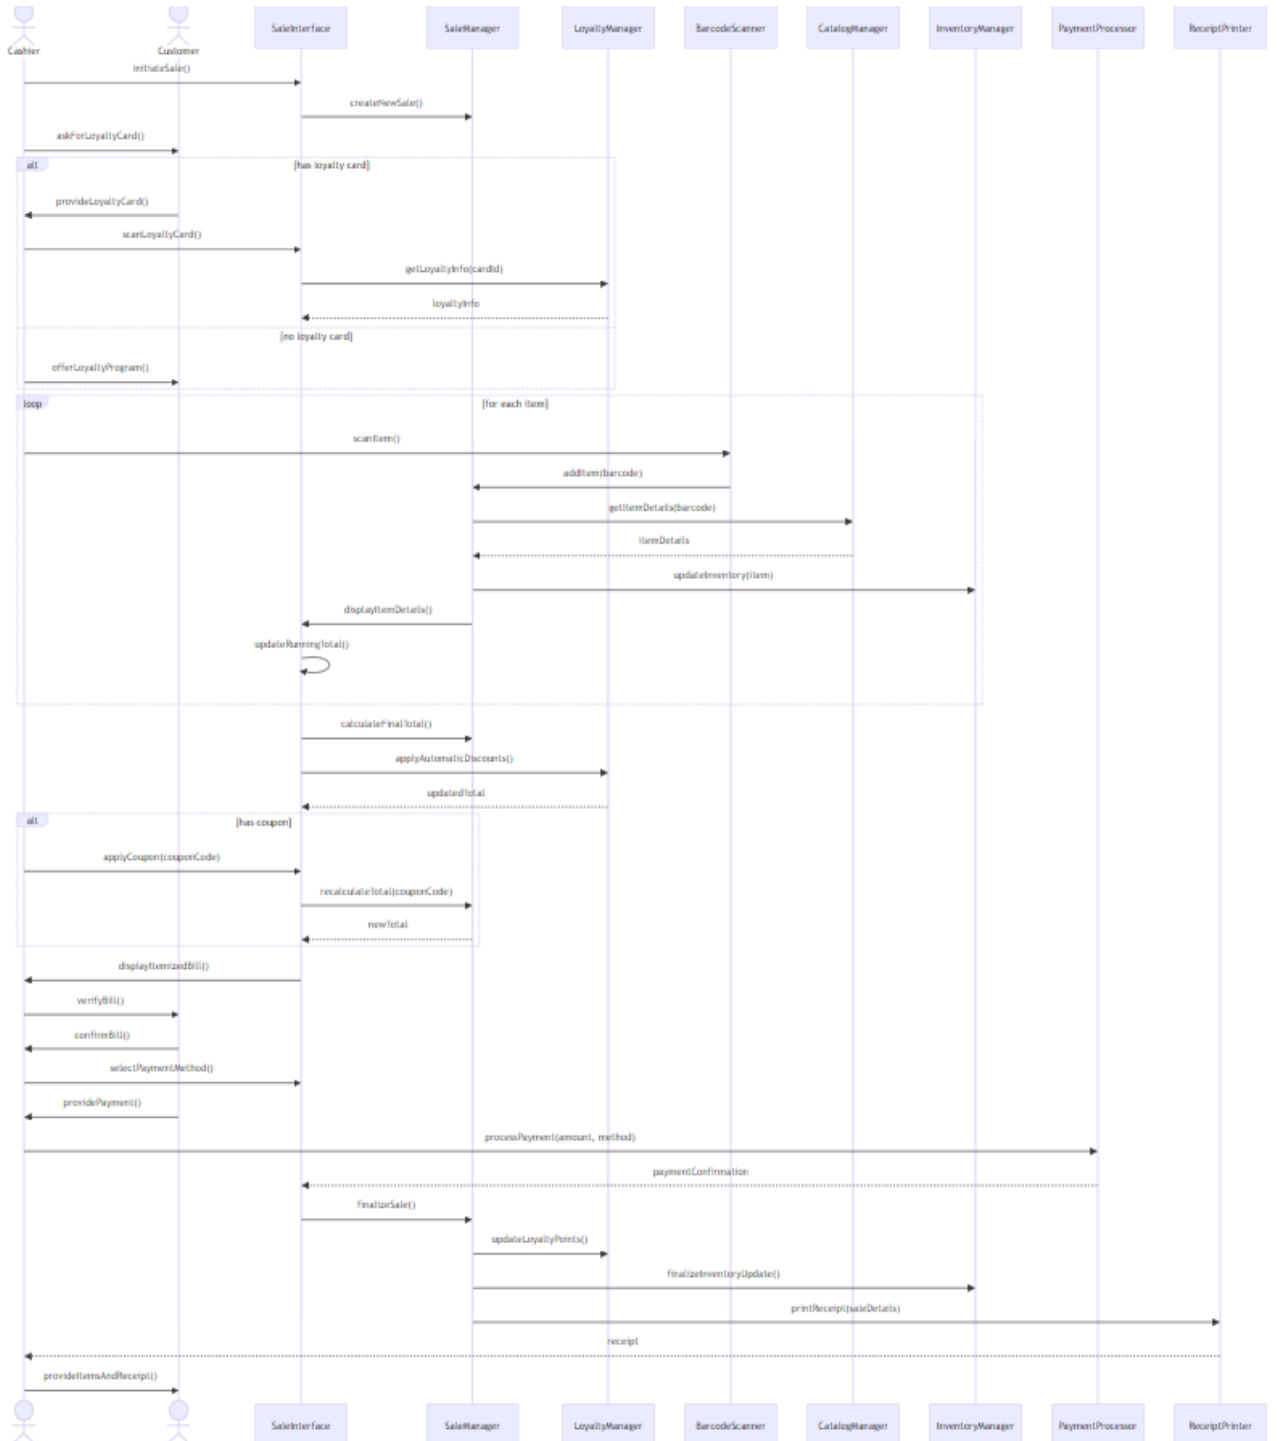 Cashier
Customer
SaleInterface
SaleManager
LoyaltyManager
BarcodeScanner
CatalogManager
InventoryManager
PaymentProcessor
ReceiptPrinter
initiateSale()
createNewSale()
askForLoyaltyCard()
alt
[has loyalty card]
provideLoyaltyCard()
scanLoyaltyCard()
getLoyaltyInfo(cardId)
loyaltyInfo
[no loyalty card]
offerLoyaltyProgram()
loop
[for each item]
scanItem()
addItem(barcode)
getItemDetails(barcode)
itemDetails
updateInventory(item)
displayItemDetails()
updateRunningTotal()
calculateFinalTotal()
applyAutomaticDiscounts()
updatedTotal
alt
[has coupon]
applyCoupon(couponCode)
recalculateTotal(couponCode)
newTotal
displayItemizedBill()
verifyBill()
confirmBill()
selectPaymentMethod()
providePayment()
processPayment(amount, method)
paymentConfirmation
finalizeSale()
updateLoyaltyPoints()
finalizeInventoryUpdate()
printReceipt(saleDetails)
receipt
provideItemsAndReceipt()
SaleInterface
SaleManager
LoyaltyManager
BarcodeScanner
CatalogManager
InventoryManager
PaymentProcessor
ReceiptPrinter